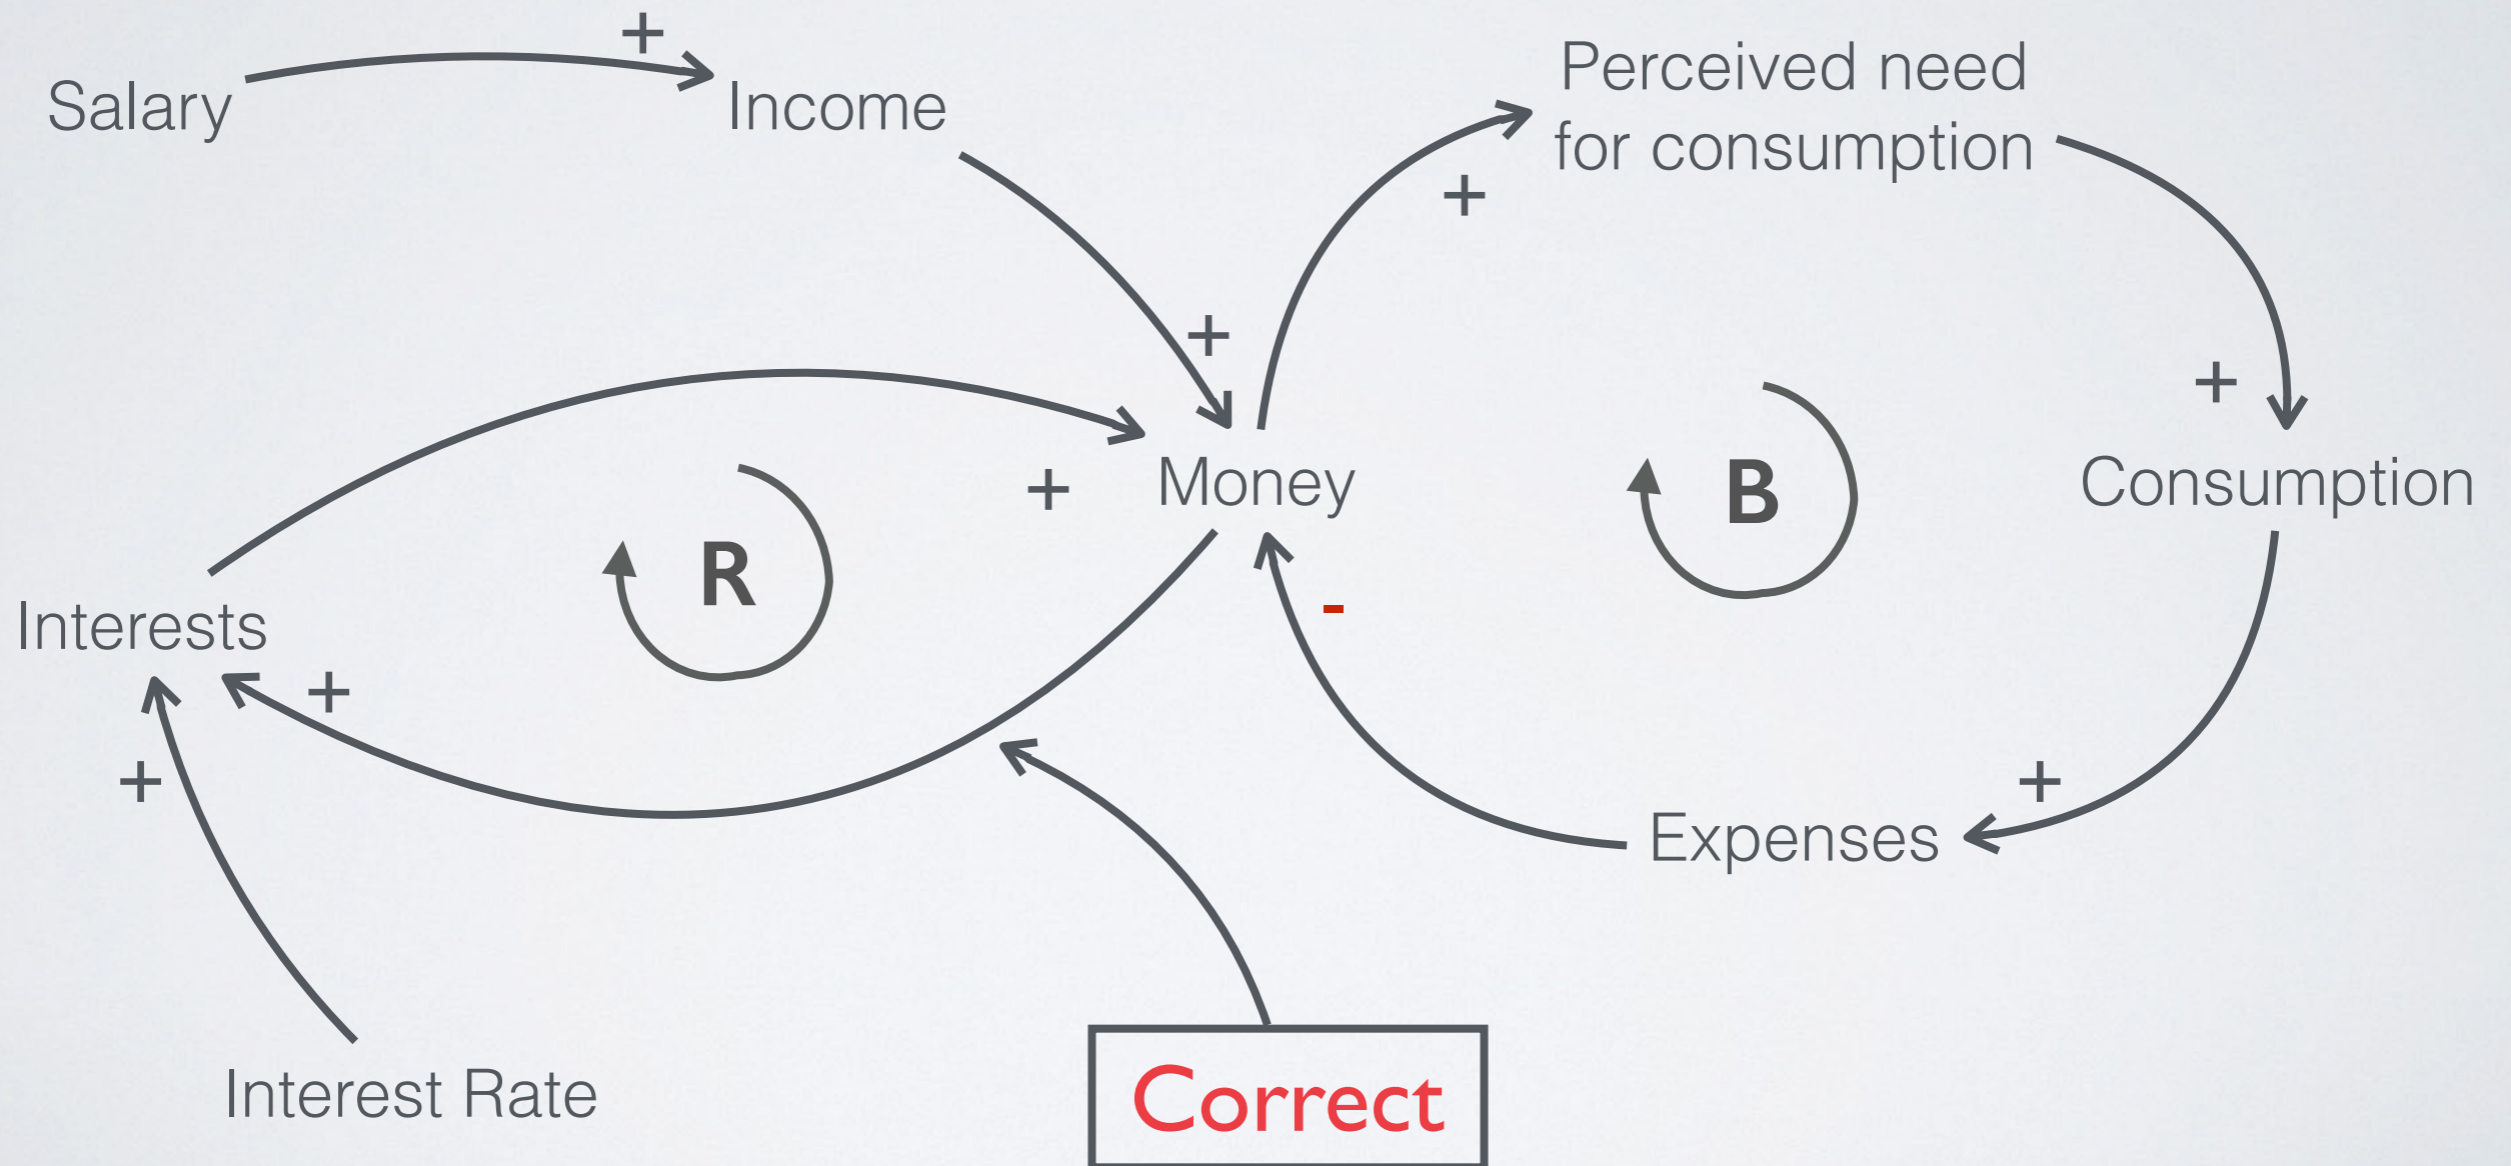 +
Salary
Income
Perceived need
for consumption
+
+
+
Money
+
B
Consumption
R
-
Interests
+
+
+
Expenses
Interest Rate
Correct